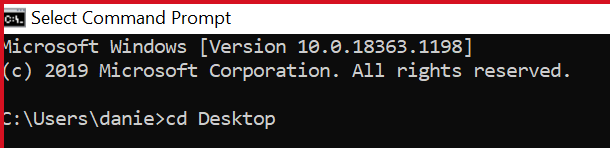 Select Command Prompt
Microsoft Windows [Version 10.0.18363.1198]
(c) 2019 Microsoft Corporation. All rights reserved.
C:\Users\danie>cd Desktop